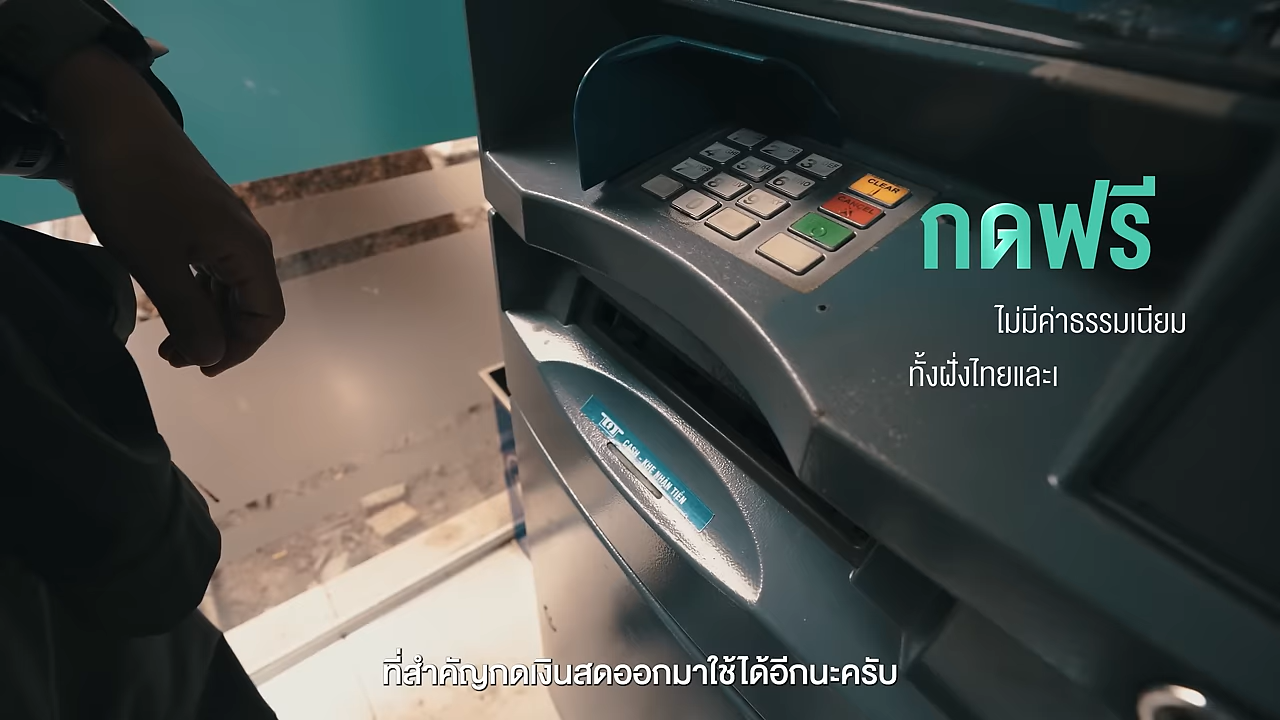 CLEAR
CANCEL
กดฟรี
ไม่มีค่าธรรมเนียม
ทั้งฝั่งไทยและเ
CASH - KHE NHẬN TIỀN
ที่สำคัญกดเงินสดออกมาใช้ได้อีกนะครับ